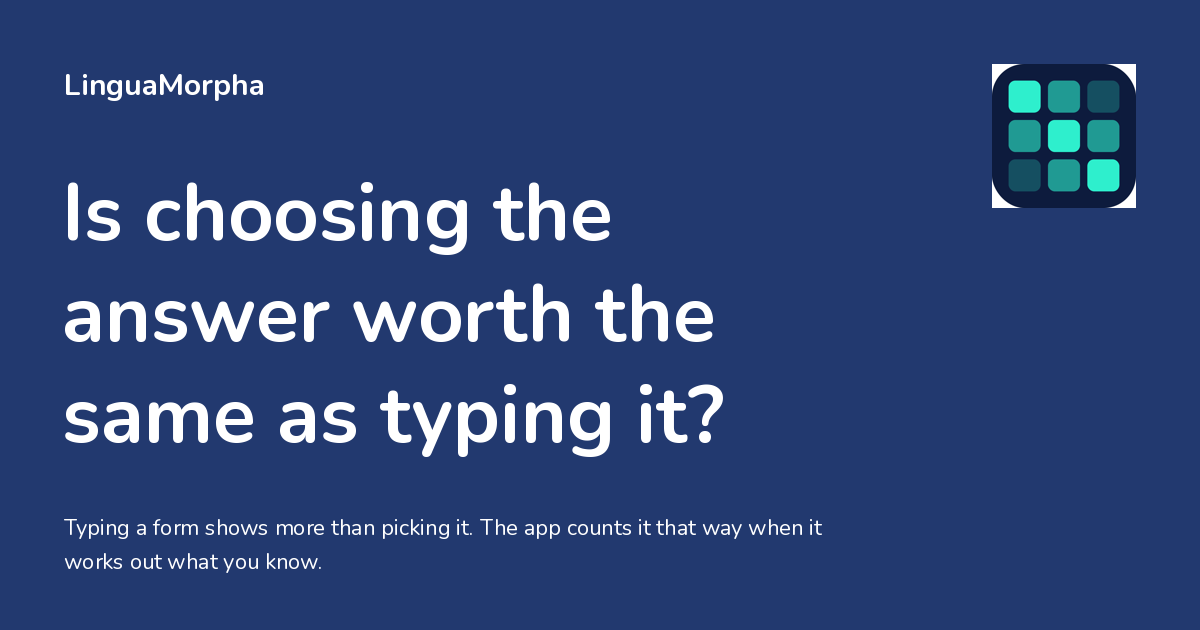 LinguaMorpha
Is choosing the
answer worth the
same as typing it?
Typing a form shows more than picking it. The app counts it that way when it
works out what you know.